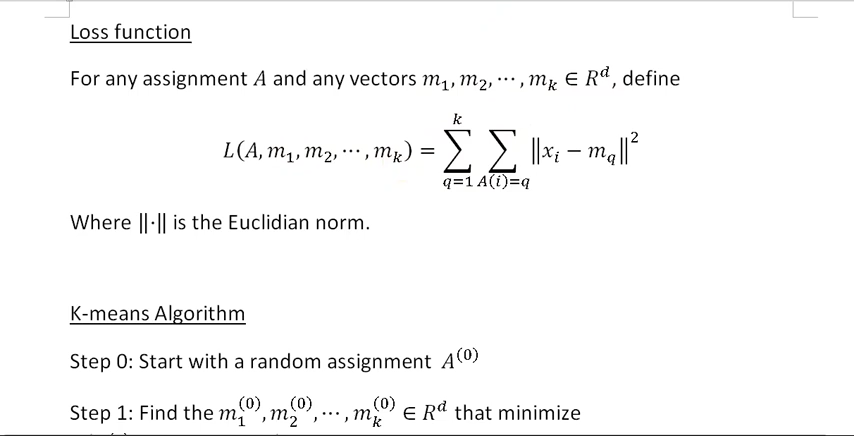 Loss function
For any assignment A and any vectors m₁, m₂, ⋯ , mₖ ∈ Rᵈ, define
L(A, m₁, m₂, ⋯ , mₖ) = ∑_{q=1}^{k} ∑_{A(i)=q} ‖xᵢ − m_q‖²
Where ‖·‖ is the Euclidian norm.
K-means Algorithm
Step 0: Start with a random assignment A⁽⁰⁾
Step 1: Find the m₁⁽⁰⁾, m₂⁽⁰⁾, ⋯ , mₖ⁽⁰⁾ ∈ Rᵈ that minimize